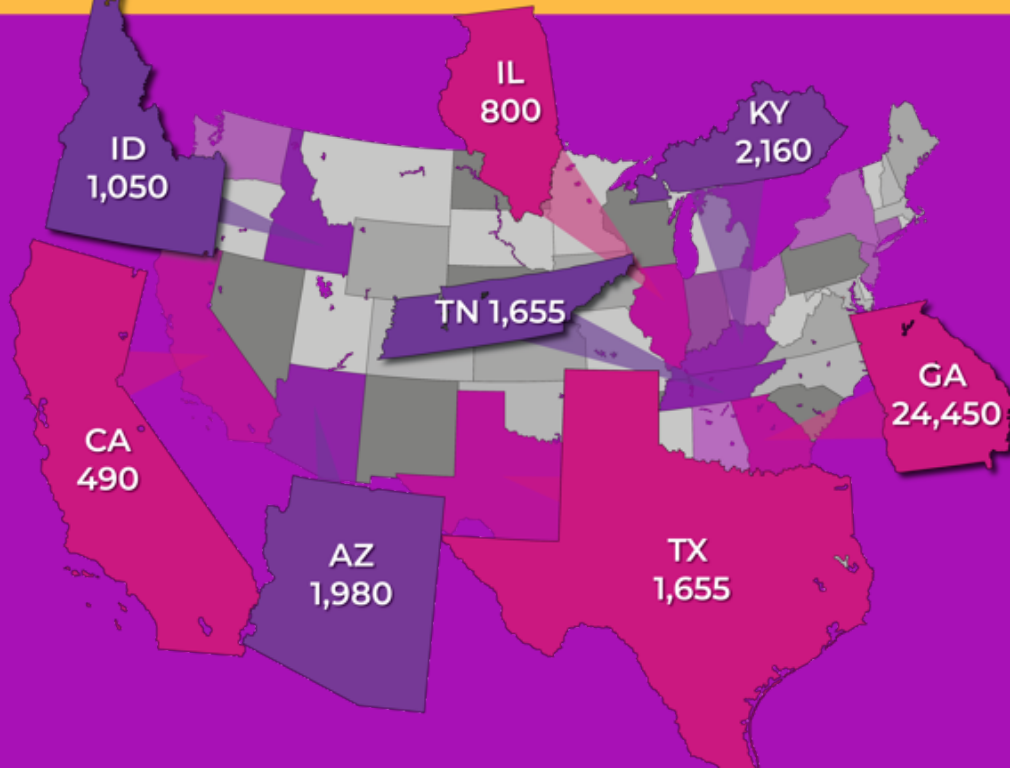 IL
800
KY
2,160
ID
1,050
TN 1,655
GA
24,450
CA
490
AZ
1,980
TX
1,655